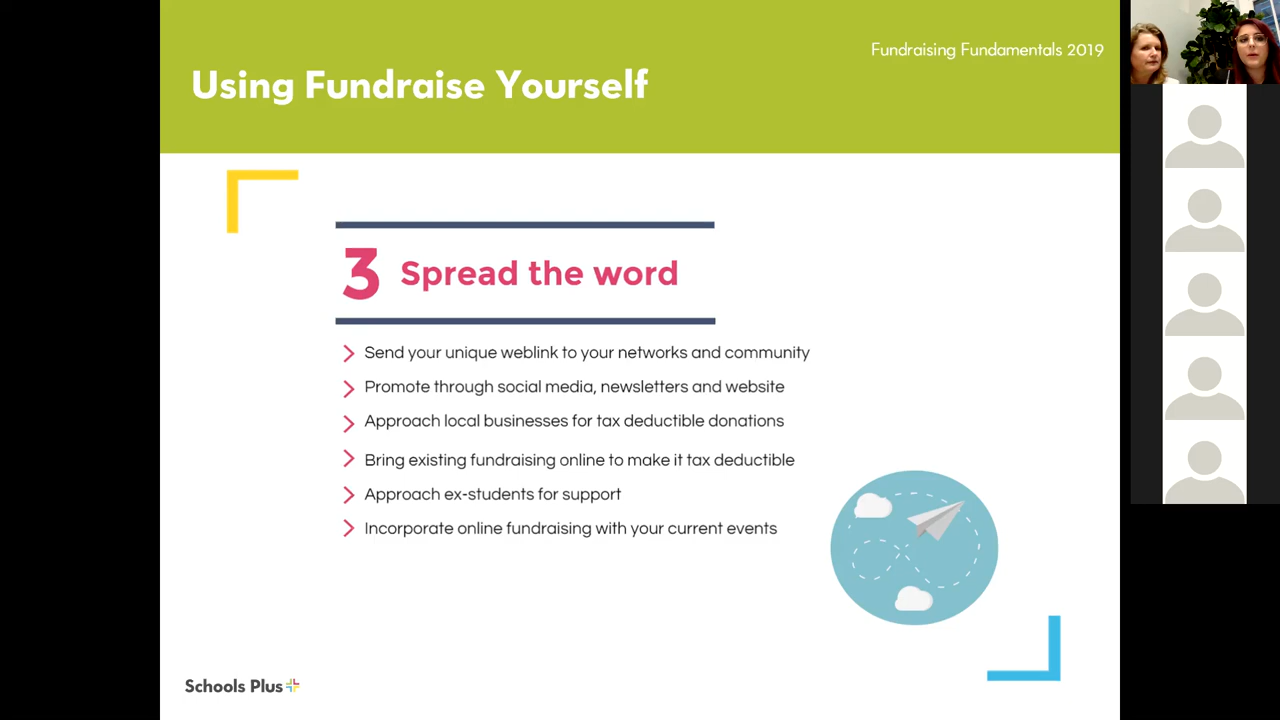 Fundraising Fundamentals 2019
Using Fundraise Yourself
3 Spread the word
Send your unique weblink to your networks and community
Promote through social media, newsletters and website
Approach local businesses for tax deductible donations
Bring existing fundraising online to make it tax deductible
Approach ex-students for support
Incorporate online fundraising with your current events
Schools Plus